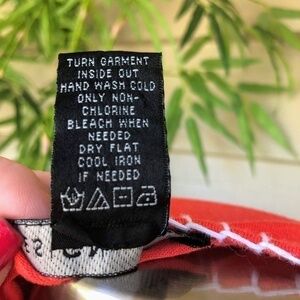 TURN GARMENT
INSIDE OUT
HAND WASH COLD
ONLY NON-
CHLORINE
BLEACH WHEN
NEEDED
DRY FLAT
COOL IRON
IF NEEDED